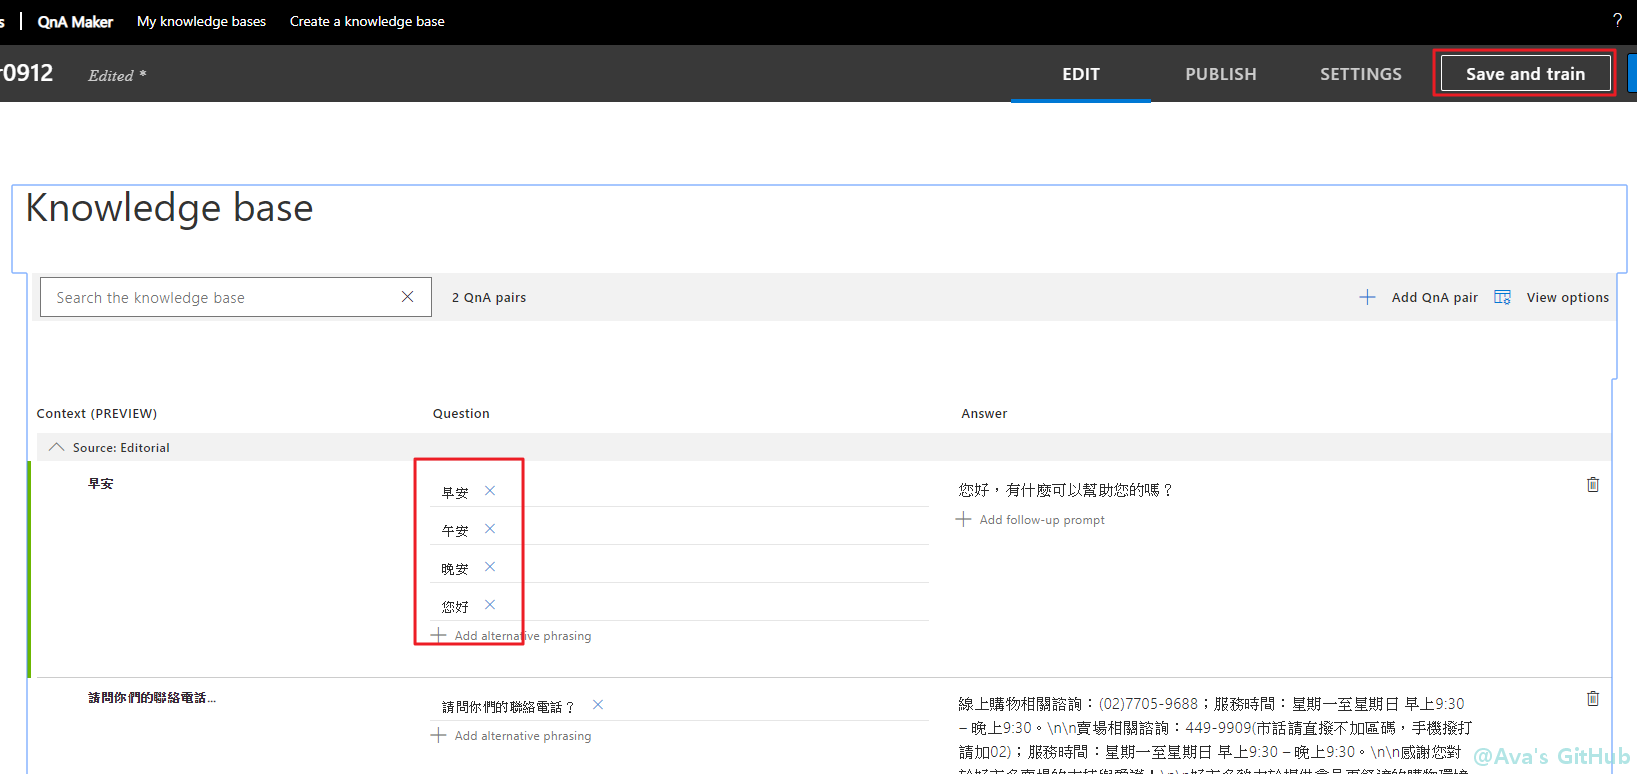 s | QnA Maker My knowledge bases Create a knowledge base ?
r0912 Edited * EDIT PUBLISH SETTINGS Save and train
Knowledge base
Search the knowledge base 2 QnA pairs Add QnA pair View options
Context (PREVIEW) Question Answer
Source: Editorial
早安
早安
午安
晚安
您好
Add alternative phrasing
您好，有什麼可以幫助您的嗎？
Add follow-up prompt
請問你們的聯絡電話...
請問你們的聯絡電話？
Add alternative phrasing
線上購物相關諮詢：(02)7705-9688；服務時間：星期一至星期日 早上9:30
– 晚上9:30。\n\n賣場相關諮詢：449-9909(市話請直撥不加區碼，手機撥打
請加02)；服務時間：星期一至星期日 早上9:30 – 晚上9:30。\n\n感謝您對
@Ava's GitHub